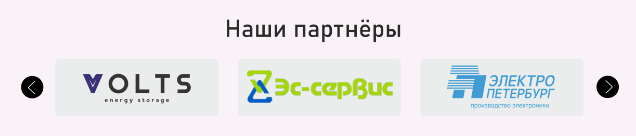 Наши партнёры
VOLTS
energy storage
Эс-сервис
ЭЛЕКТРО
ПЕТЕРБУРГ
производство электроники